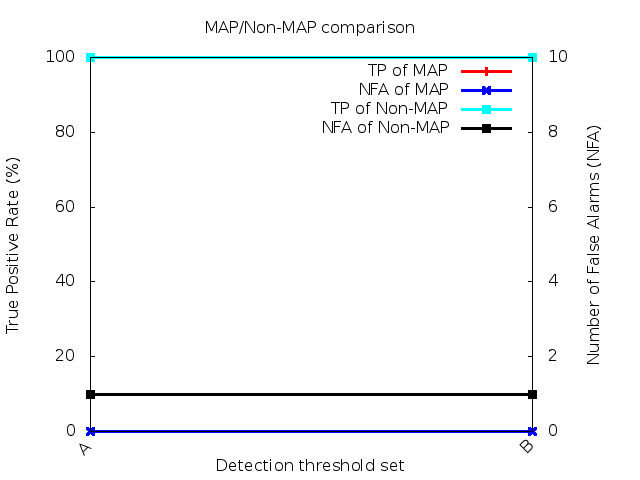 MAP/Non-MAP comparison
100
80
60
40
20
0
True Positive Rate (%)
TP of MAP
NFA of MAP
TP of Non-MAP
NFA of Non-MAP
10
8
6
4
2
0
Number of False Alarms (NFA)
A
B
Detection threshold set